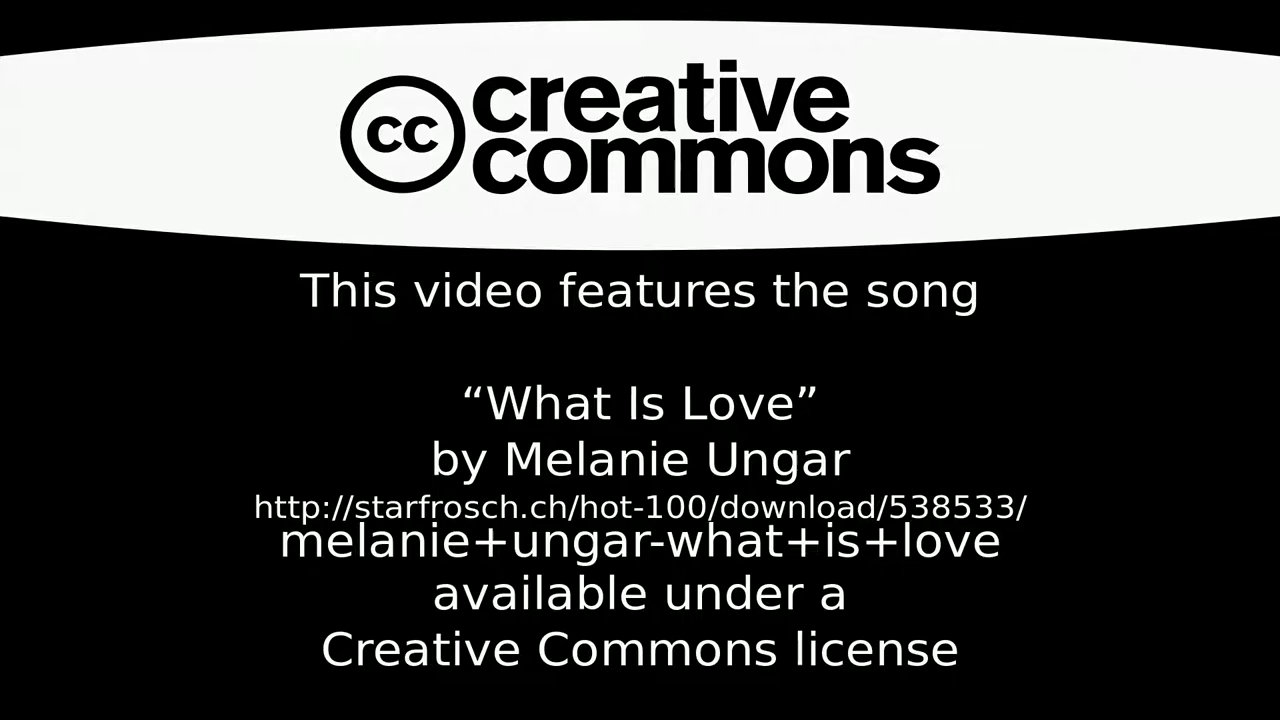 cc creative
commons
This video features the song
“What Is Love”
by Melanie Ungar
http://starfrosch.ch/hot-100/download/538533/
melanie+ungar-what+is+love
available under a
Creative Commons license